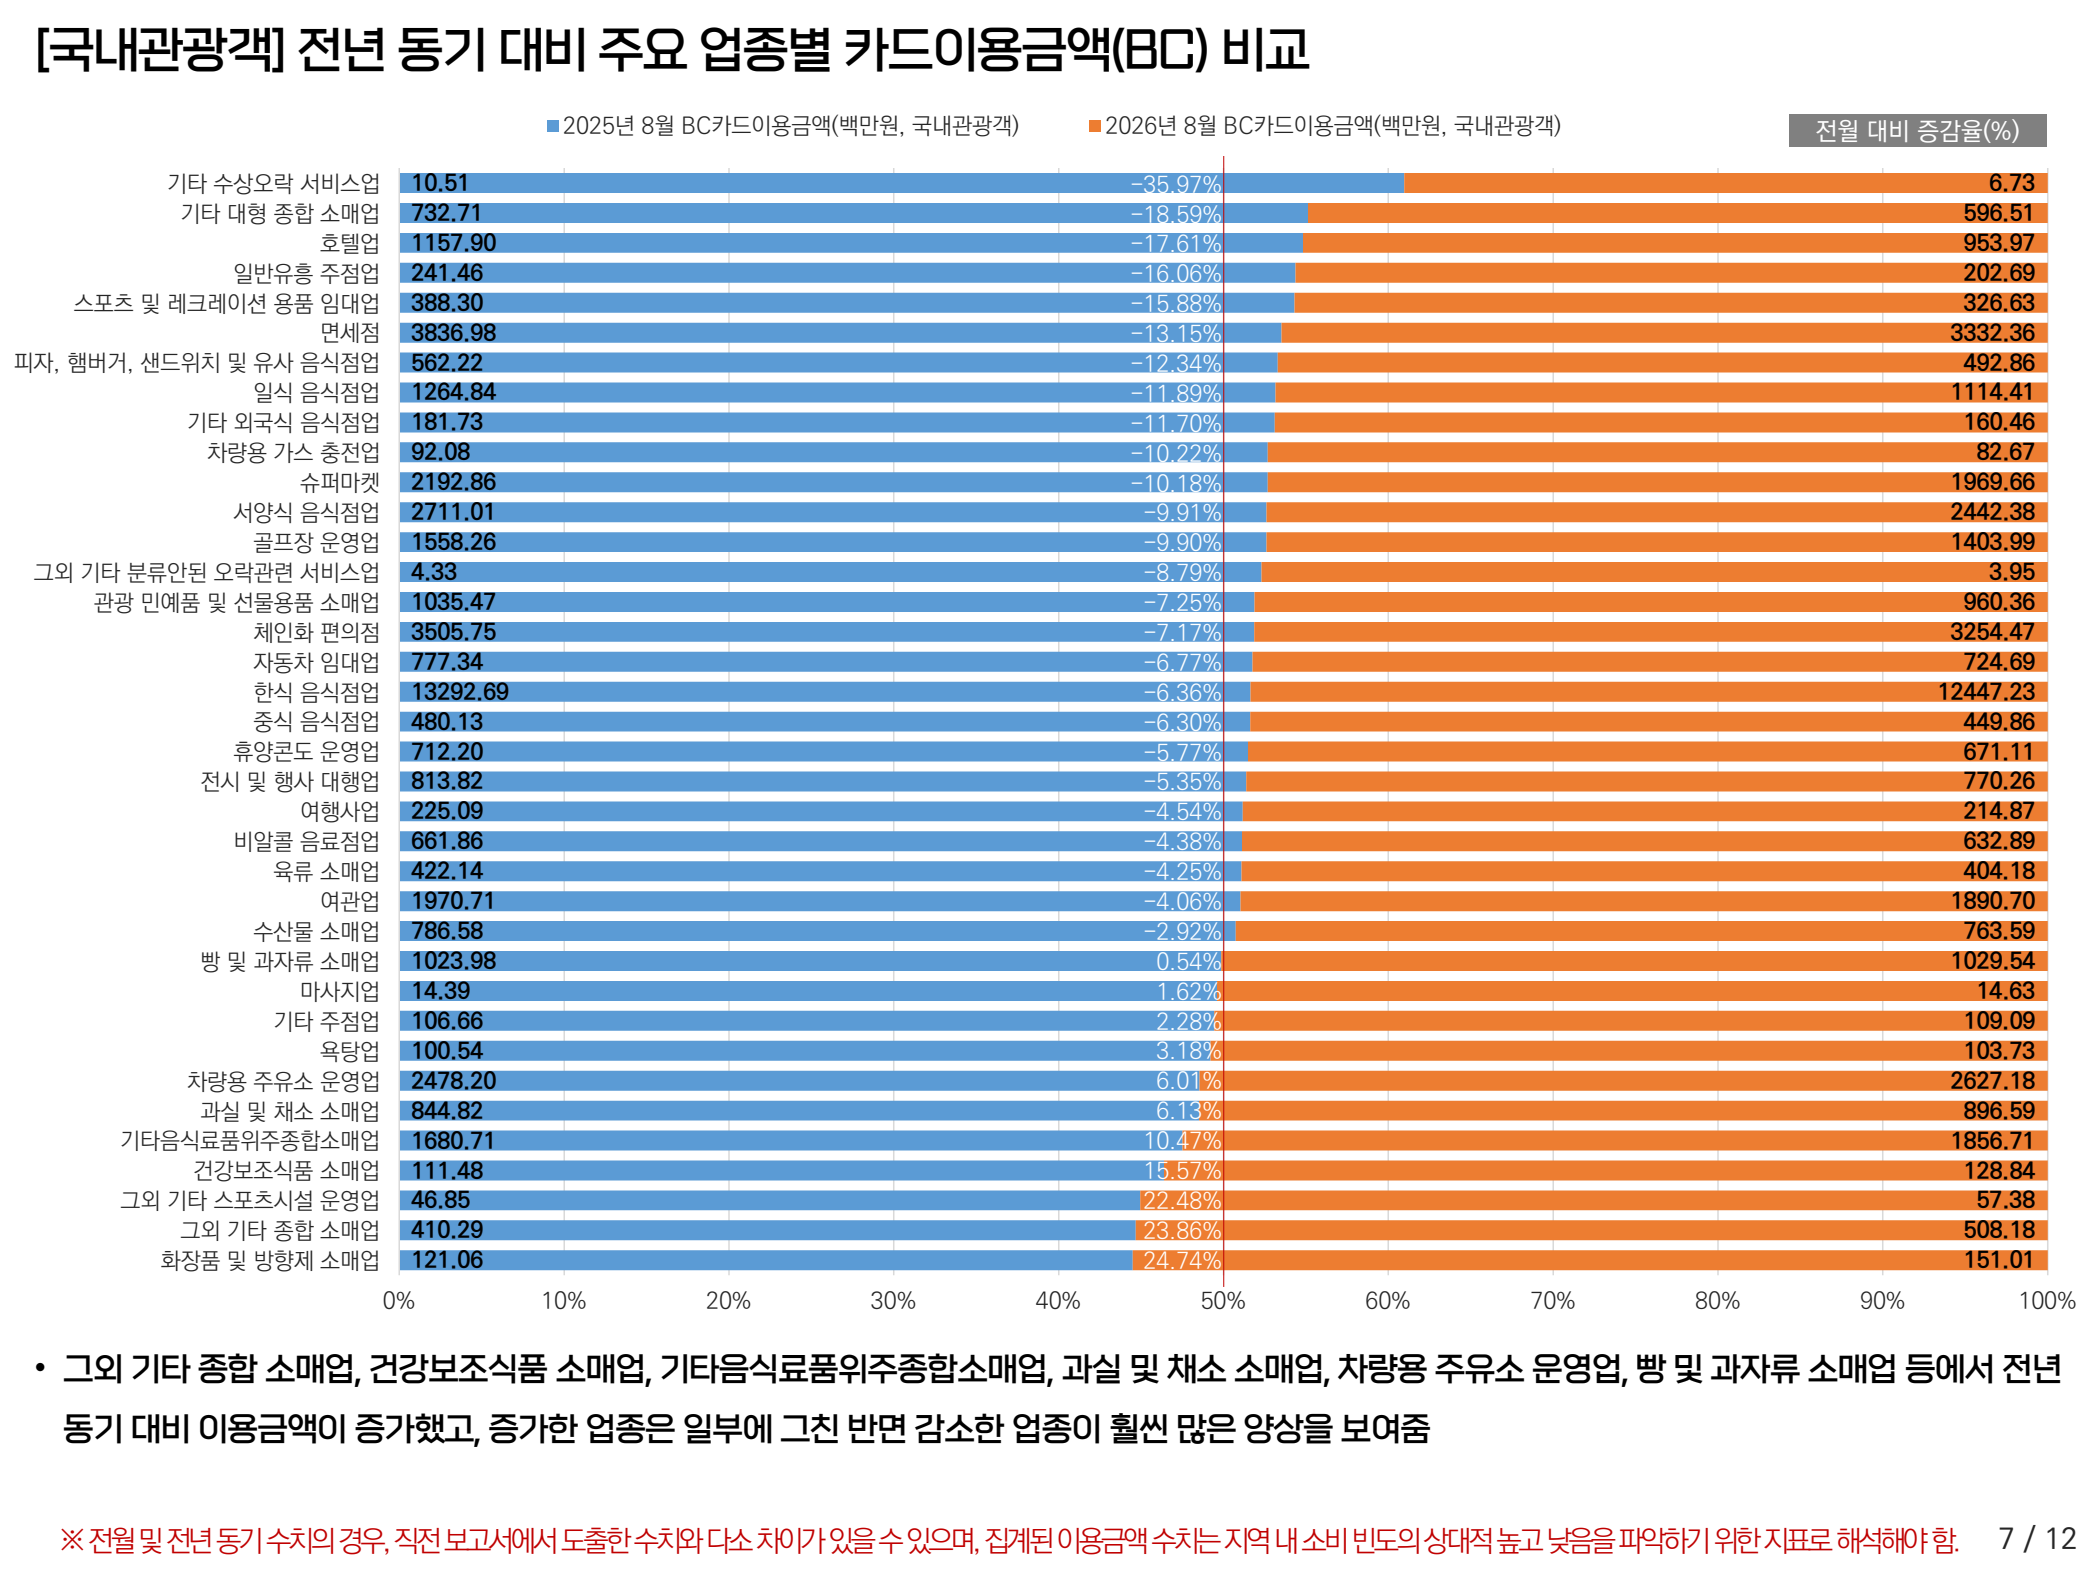 [국내관광객] 전년 동기 대비 주요 업종별 카드이용금액(BC) 비교
2025년 8월 BC카드이용금액(백만원, 국내관광객) 2026년 8월 BC카드이용금액(백만원, 국내관광객) 전월 대비 증감율(%)
기타 수상오락 서비스업 10.51 -35.97% 6.73
기타 대형 종합 소매업 732.71 -18.59% 596.51
호텔업 1157.90 -17.61% 953.97
일반유흥 주점업 241.46 -16.06% 202.69
스포츠 및 레크레이션 용품 임대업 388.30 -15.88% 326.63
면세점 3836.98 -13.15% 3332.36
피자, 햄버거, 샌드위치 및 유사 음식점업 562.22 -12.34% 492.86
일식 음식점업 1264.84 -11.89% 1114.41
기타 외국식 음식점업 181.73 -11.70% 160.46
차량용 가스 충전업 92.08 -10.22% 82.67
슈퍼마켓 2192.86 -10.18% 1969.66
서양식 음식점업 2711.01 -9.91% 2442.38
골프장 운영업 1558.26 -9.90% 1403.99
그외 기타 분류안된 오락관련 서비스업 4.33 -8.79% 3.95
관광 민예품 및 선물용품 소매업 1035.47 -7.25% 960.36
체인화 편의점 3505.75 -7.17% 3254.47
자동차 임대업 777.34 -6.77% 724.69
한식 음식점업 13292.69 -6.36% 12447.23
중식 음식점업 480.13 -6.30% 449.86
휴양콘도 운영업 712.20 -5.77% 671.11
전시 및 행사 대행업 813.82 -5.35% 770.26
여행사업 225.09 -4.54% 214.87
비알콜 음료점업 661.86 -4.38% 632.89
육류 소매업 422.14 -4.25% 404.18
여관업 1970.71 -4.06% 1890.70
수산물 소매업 786.58 -2.92% 763.59
빵 및 과자류 소매업 1023.98 0.54% 1029.54
마사지업 14.39 1.62% 14.63
기타 주점업 106.66 2.28% 109.09
욕탕업 100.54 3.18% 103.73
차량용 주유소 운영업 2478.20 6.01% 2627.18
과실 및 채소 소매업 844.82 6.13% 896.59
기타음식료품위주종합소매업 1680.71 10.47% 1856.71
건강보조식품 소매업 111.48 15.57% 128.84
그외 기타 스포츠시설 운영업 46.85 22.48% 57.38
그외 기타 종합 소매업 410.29 23.86% 508.18
화장품 및 방향제 소매업 121.06 24.74% 151.01
0% 10% 20% 30% 40% 50% 60% 70% 80% 90% 100%
• 그외 기타 종합 소매업, 건강보조식품 소매업, 기타음식료품위주종합소매업, 과실 및 채소 소매업, 차량용 주유소 운영업, 빵 및 과자류 소매업 등에서 전년
동기 대비 이용금액이 증가했고, 증가한 업종은 일부에 그친 반면 감소한 업종이 훨씬 많은 양상을 보여줌
※ 전월 및 전년 동기 수치의 경우, 직전 보고서에서 도출한 수치와 다소 차이가 있을 수 있으며, 집계된 이용금액 수치는 지역 내 소비 빈도의 상대적 높고 낮음을 파악하기 위한 지표로 해석해야 함. 7 / 12